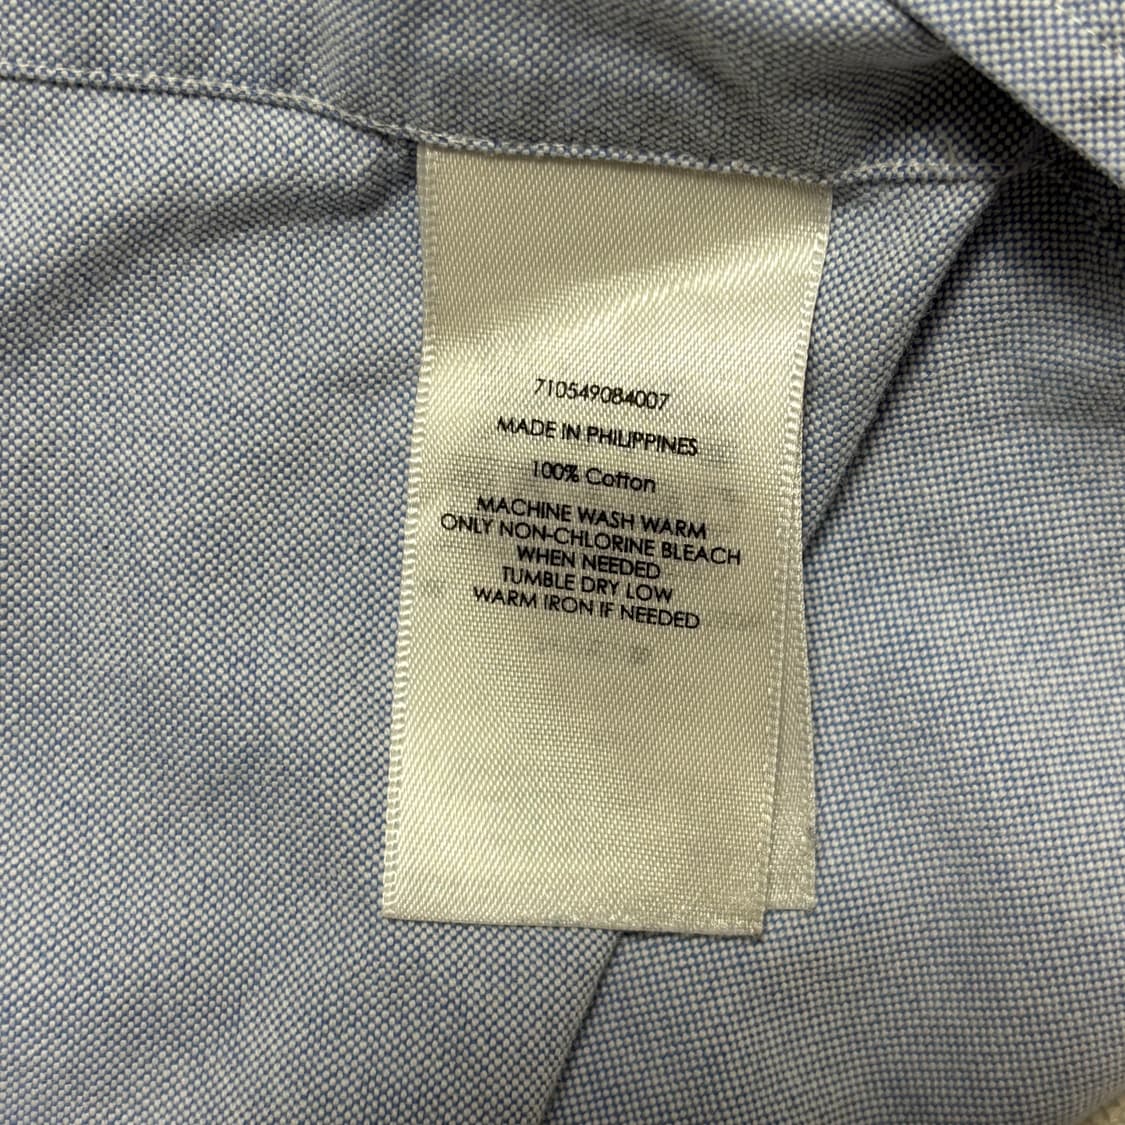 710549084007
MADE IN PHILIPPINES
100% Cotton
MACHINE WASH WARM
ONLY NON-CHLORINE BLEACH
WHEN NEEDED
TUMBLE DRY LOW
WARM IRON IF NEEDED